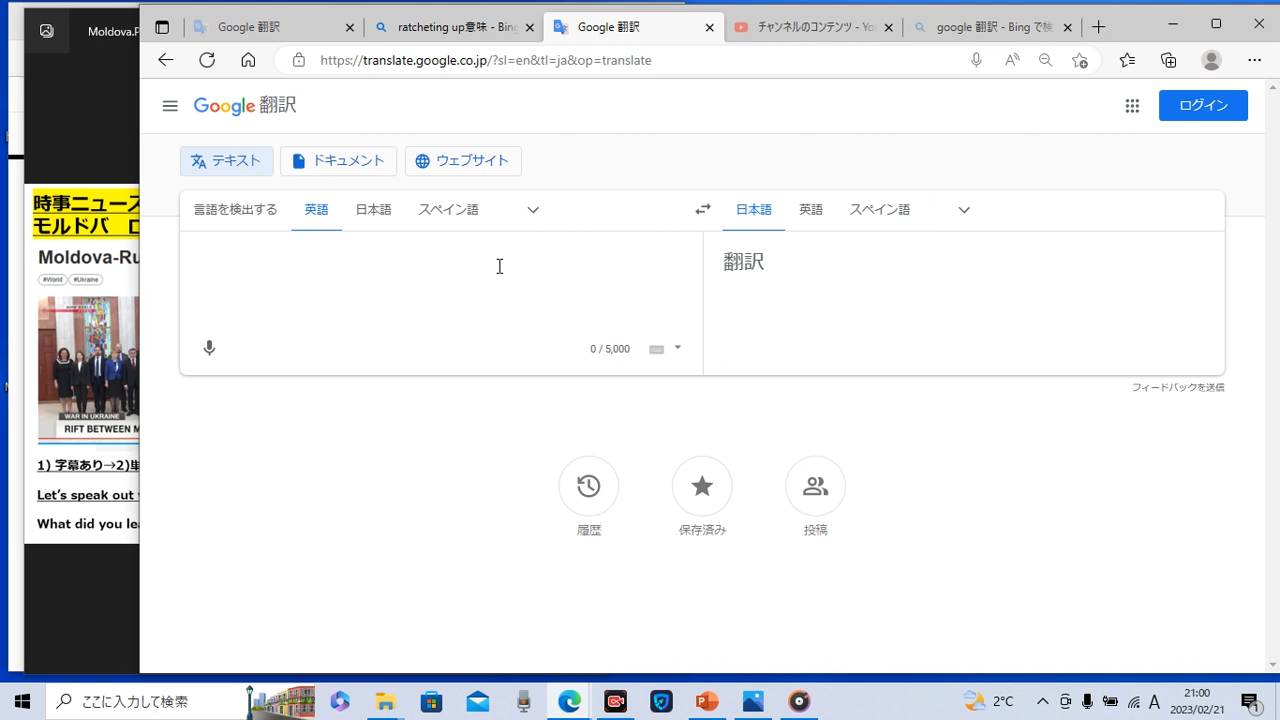 Moldova.P
Google 翻訳
ratcheting up意味 - Bing
Google 翻訳
チャンネルのコンテンツ - Yo
google 翻訳 - Bing で検
https://translate.google.co.jp/?sl=en&tl=ja&op=translate
Google 翻訳
ログイン
テキスト
ドキュメント
ウェブサイト
言語を検出する
英語
日本語
スペイン語
日本語
英語
スペイン語
翻訳
0 / 5,000
フィードバックを送信
履歴
保存済み
投稿
時事ニュース
モルドバ ロ
Moldova-Ru
#World
#Ukraine
WAR IN UKRAINE
RIFT BETWEEN M
1) 字幕あり→2)単
Let's speak out
What did you lea
ここに入力して検索
2°C
A
21:00
2023/02/21
1